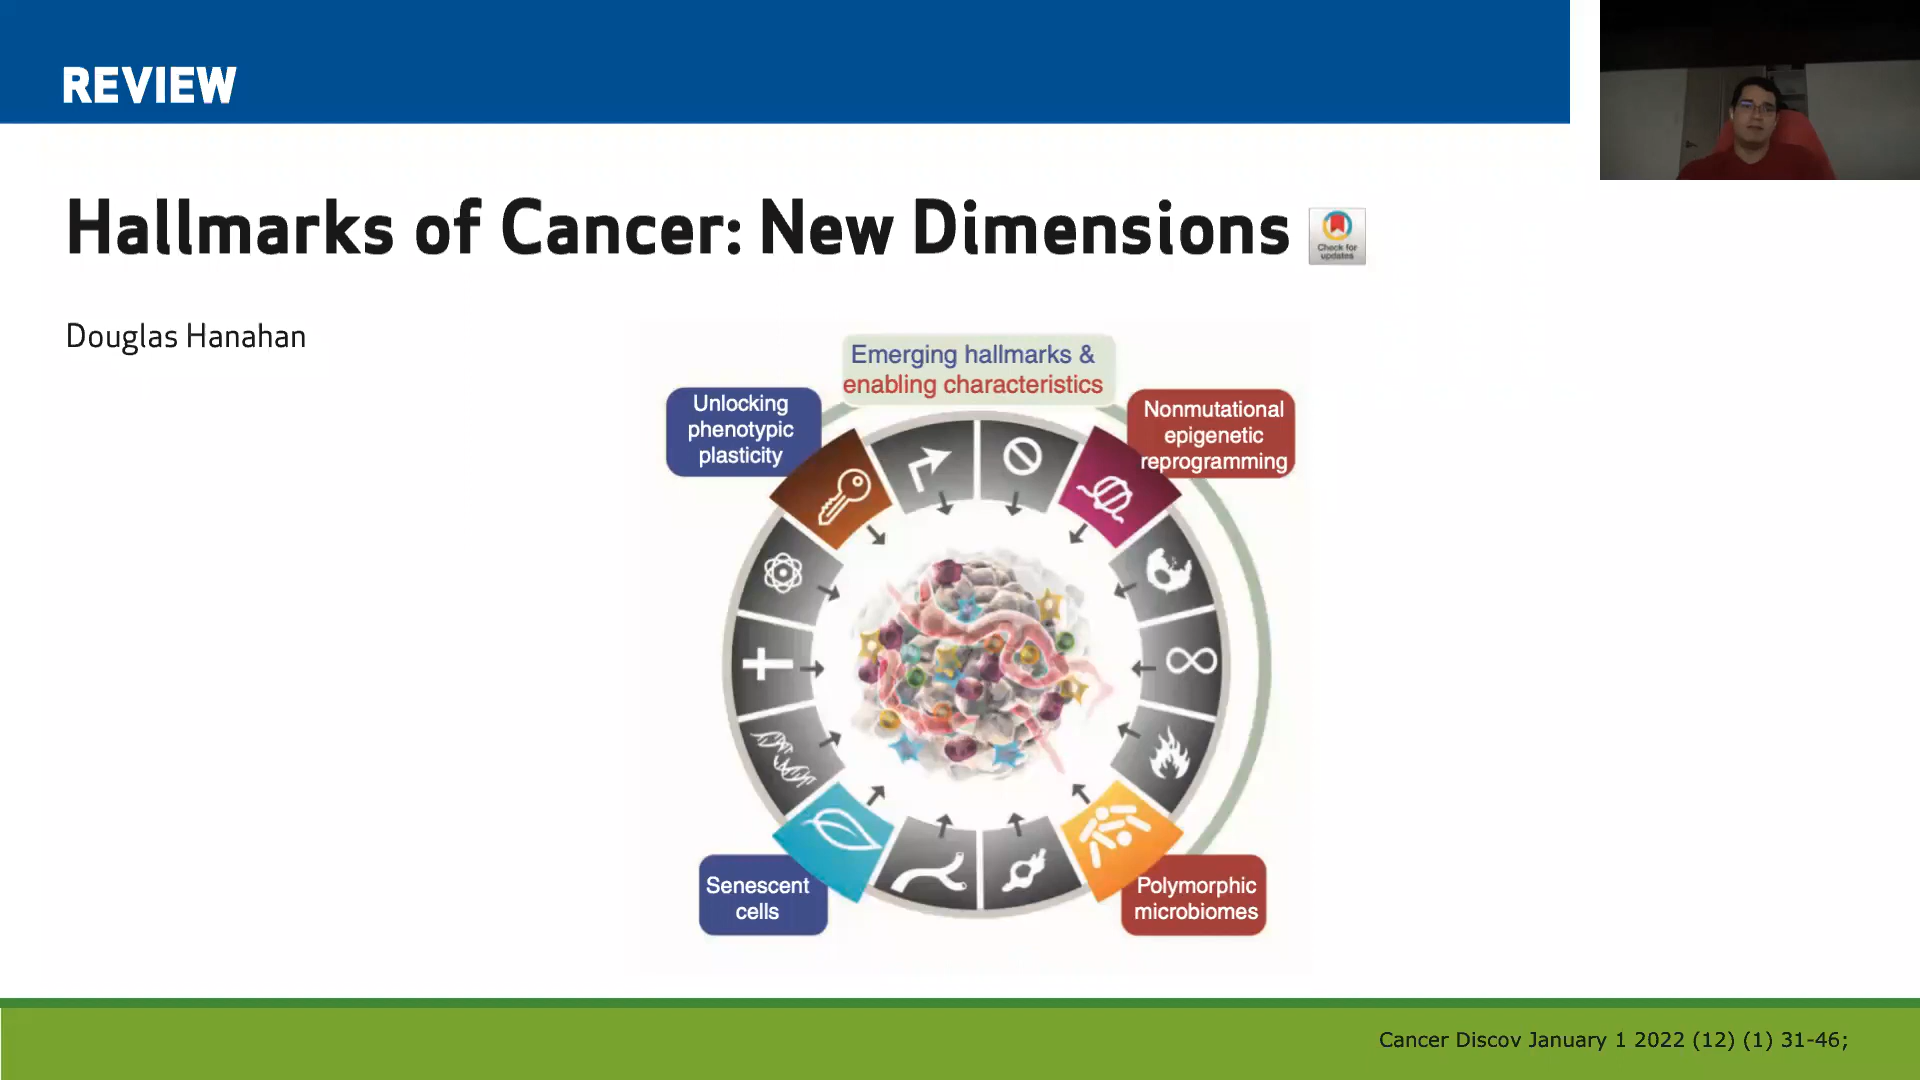 REVIEW
Hallmarks of Cancer: New Dimensions
Check for
updates
Douglas Hanahan
Emerging hallmarks &
enabling characteristics
Unlocking
phenotypic
plasticity
Nonmutational
epigenetic
reprogramming
Senescent
cells
Polymorphic
microbiomes
Cancer Discov January 1 2022 (12) (1) 31-46;